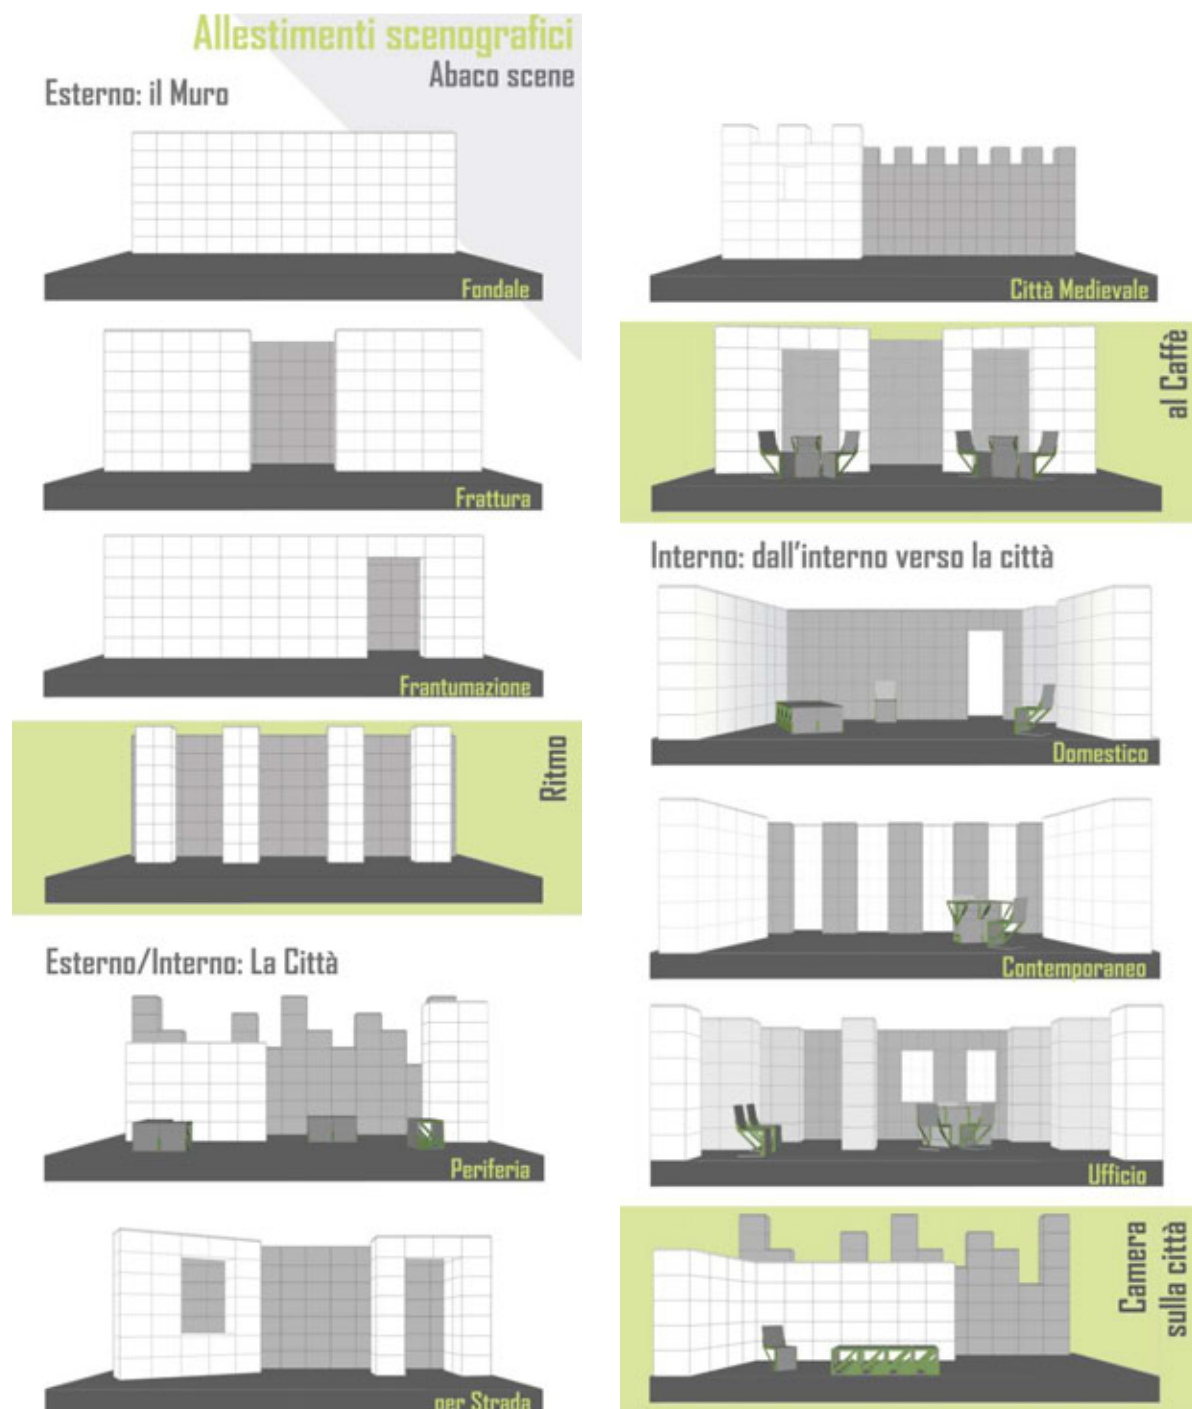 Allestimenti scenografici
Abaco scene
Esterno: il Muro
Fondale
Frattura
Frantumazione
Ritmo
Esterno/Interno: La Città
Periferia
per Strada
Città Medievale
al Caffè
Interno: dall'interno verso la città
Domestico
Contemporaneo
Ufficio
Camera
sulla città